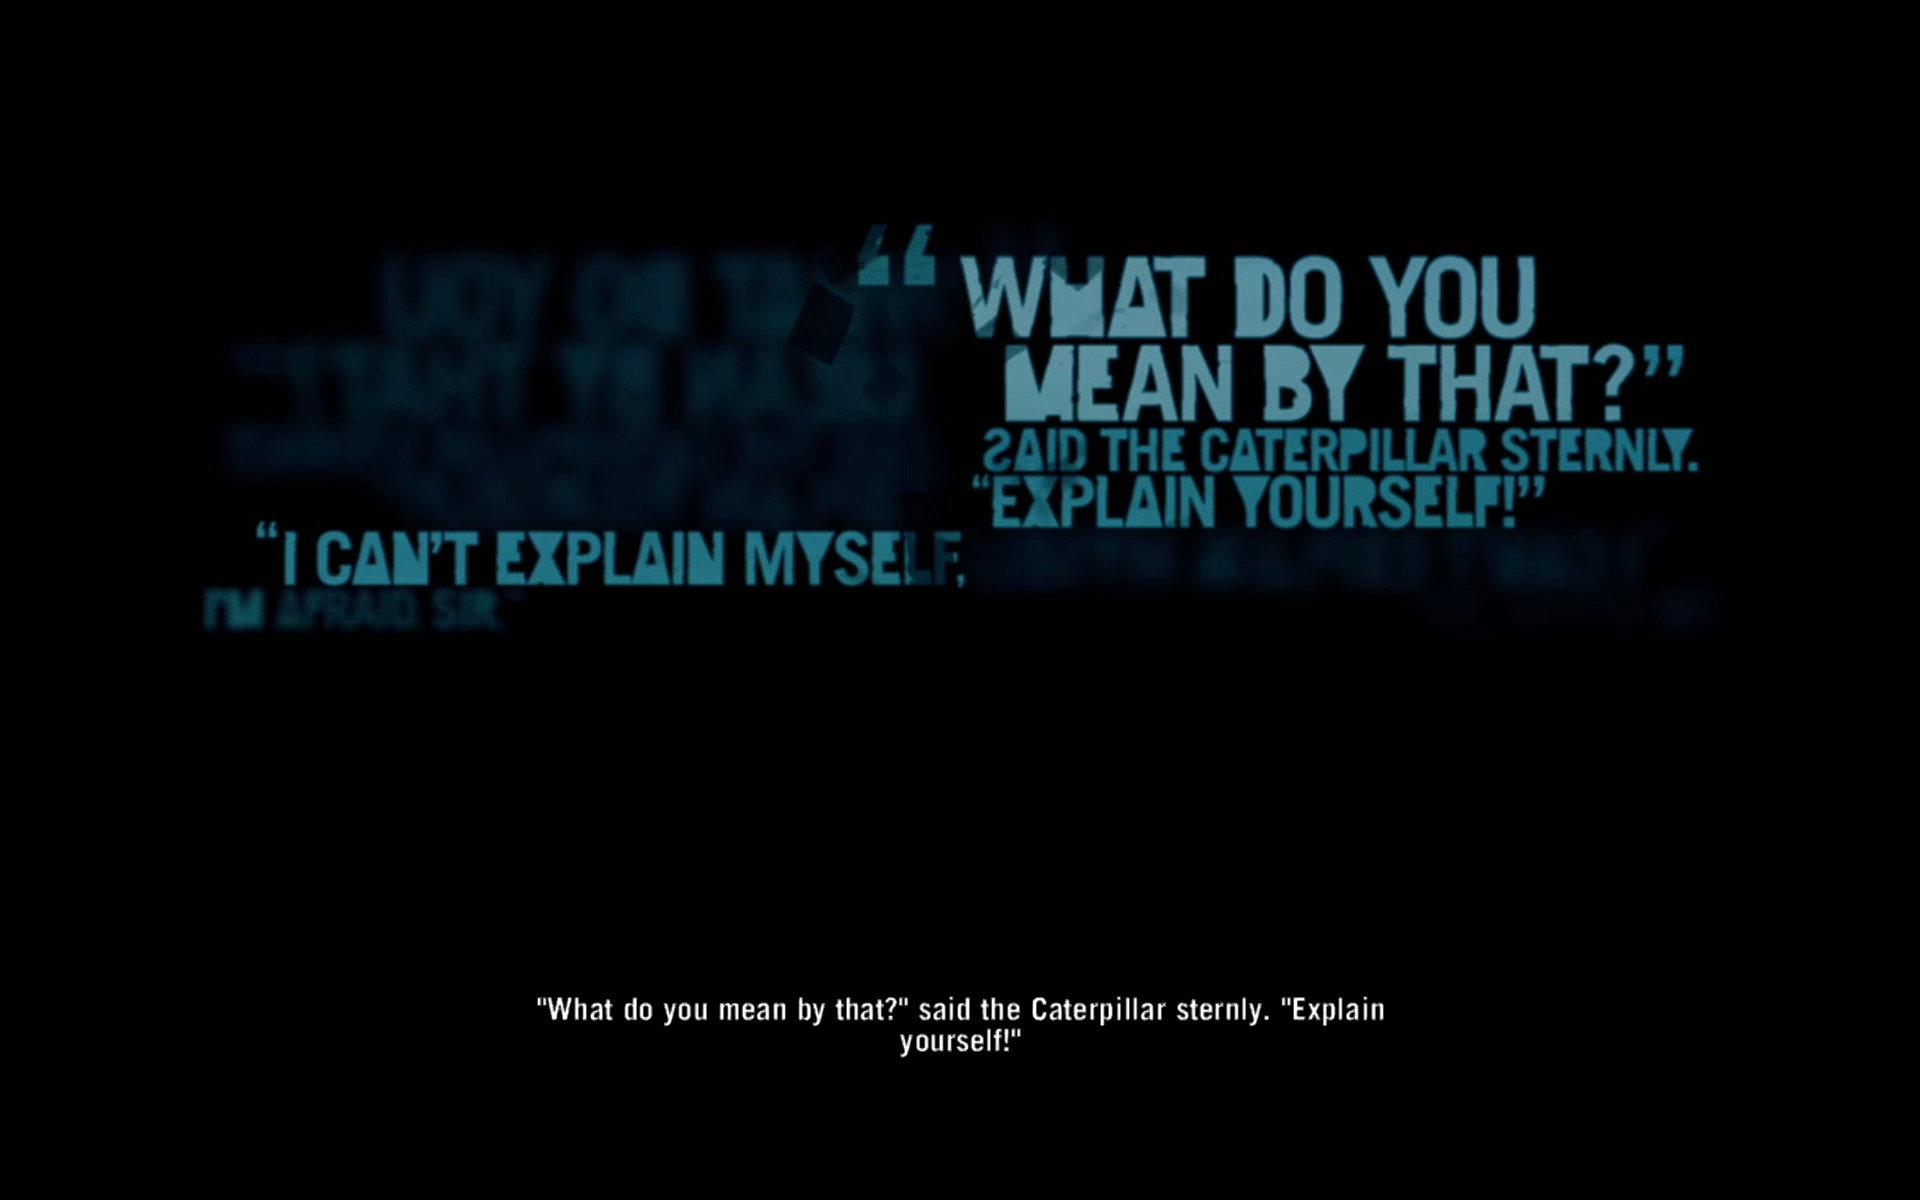 “WHAT DO YOU
MEAN BY THAT?”
SAID THE CATERPILLAR STERNLY.
“EXPLAIN YOURSELF!”
“I CAN’T EXPLAIN MYSELF,
I’M AFRAID, SIR.”
"What do you mean by that?" said the Caterpillar sternly. "Explain
yourself!"